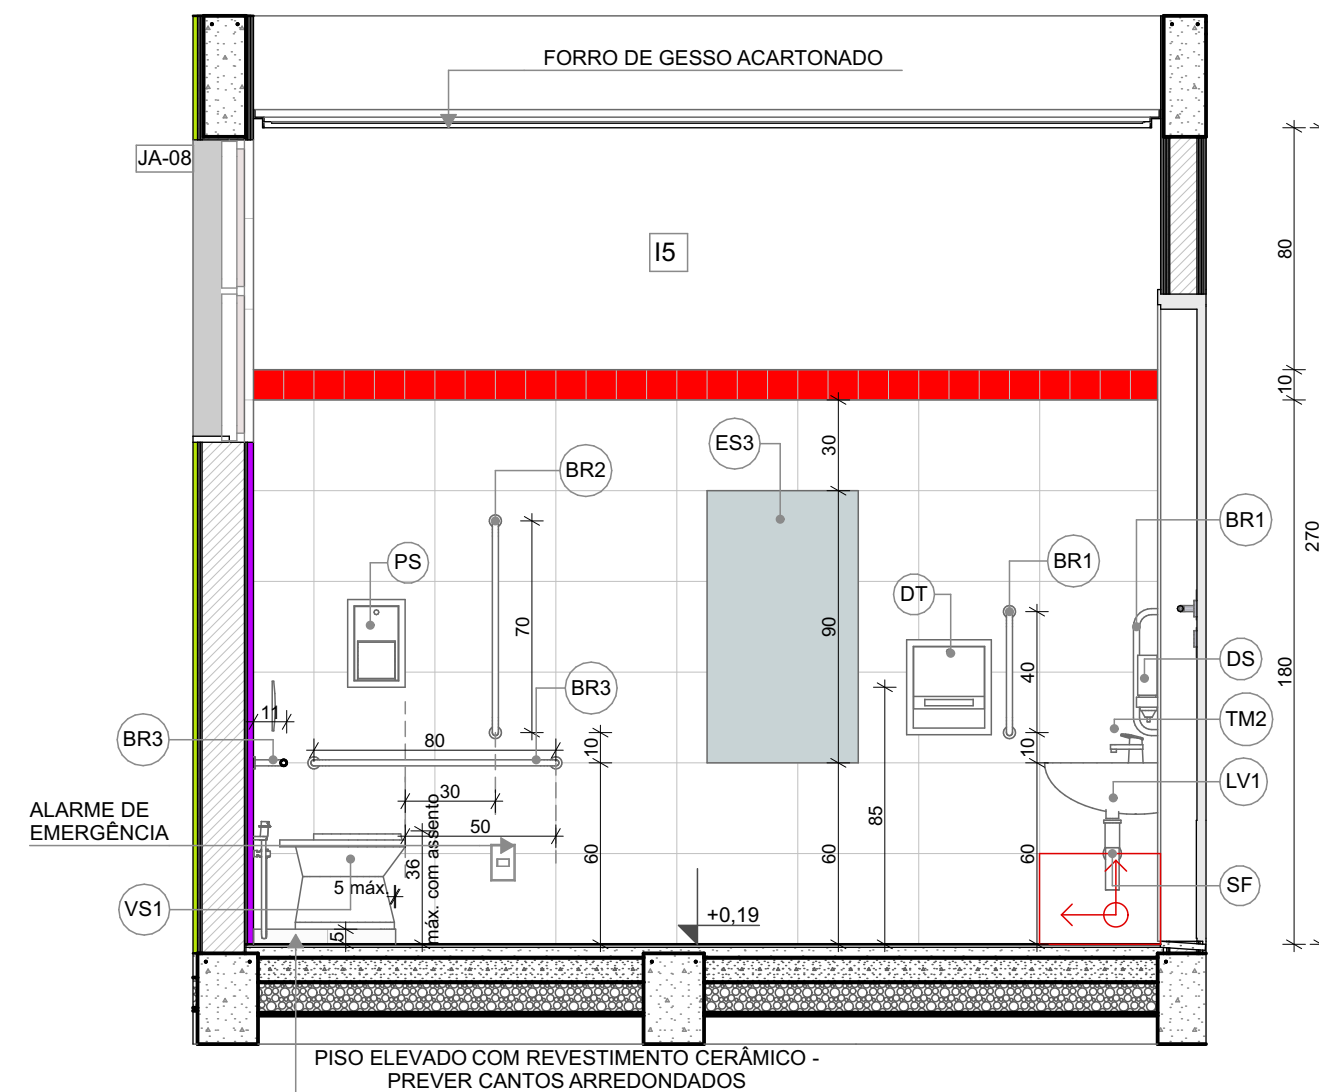 FORRO DE GESSO ACARTONADO
JA-08
I5
80
10
30
ES3
BR2
BR1
270
BR1
PS
DT
70
90
40
180
DS
BR3
11
TM2
BR3
80
10
10
LV1
30
ALARME DE
EMERGÊNCIA
50
85
36
máx. com assento
60
60
60
5 máx.
SF
VS1
+0,19
5
PISO ELEVADO COM REVESTIMENTO CERÂMICO -
PREVER CANTOS ARREDONDADOS